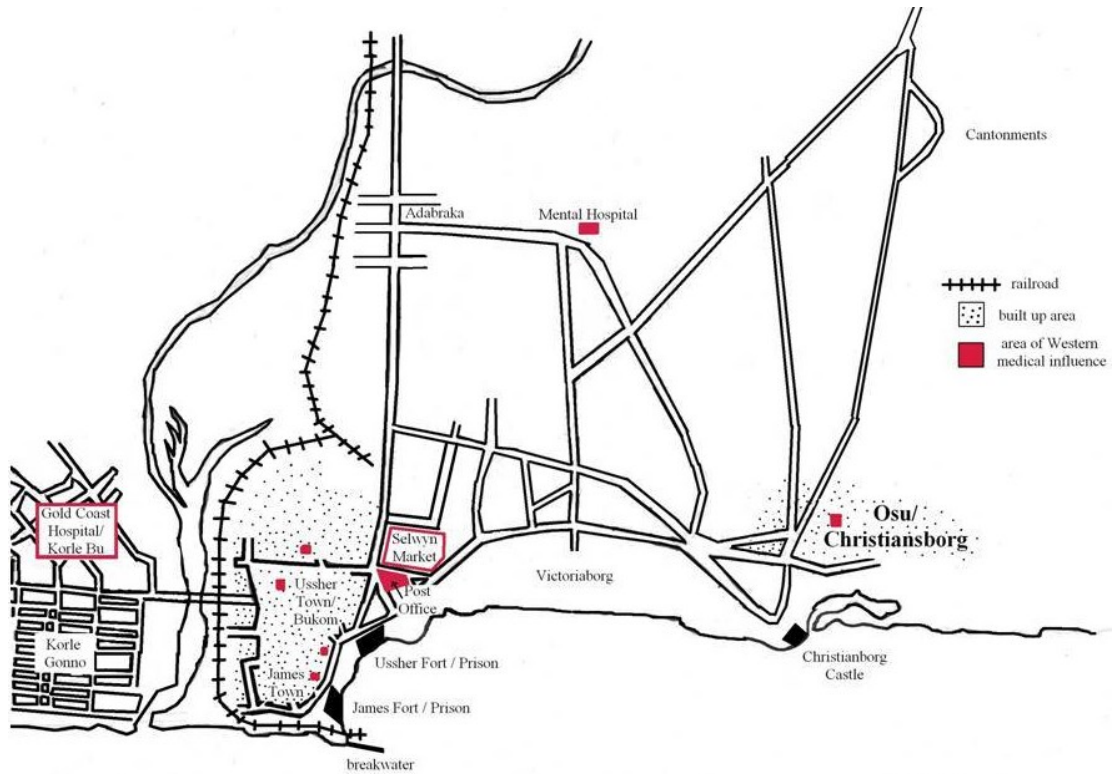 Cantonments
Adabraka
Mental Hospital
railroad
built up area
area of Western
medical influence
Gold Coast
Hospital/
Korle Bu
Selwyn
Market
Osu/
Christiansborg
Ussher
Town/
Bukom
Post
Office
Victoriaborg
Korle
Gonno
James
Town
Ussher Fort / Prison
Christianborg
Castle
James Fort / Prison
breakwater